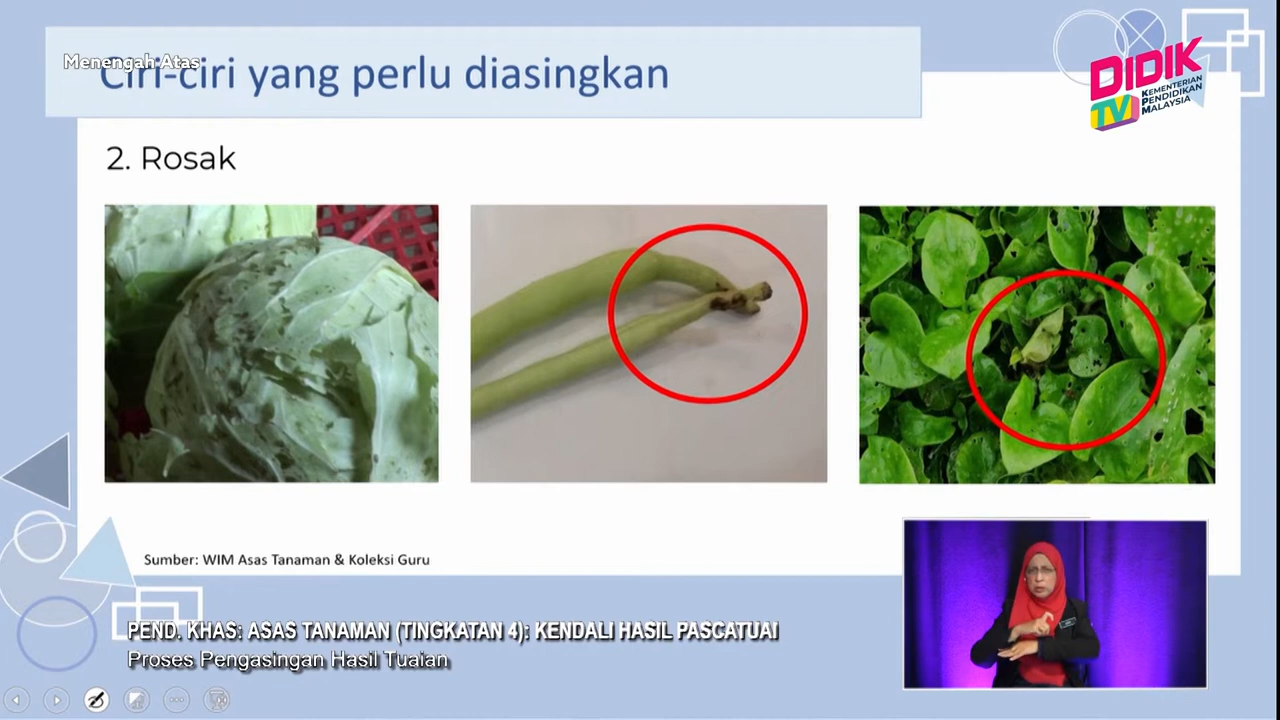 Menengah Atas
Ciri-ciri yang perlu diasingkan
DIDIK
TV
KEMENTERIAN
PENDIDIKAN
MALAYSIA
2. Rosak
Sumber: WIM Asas Tanaman & Koleksi Guru
PEND. KHAS: ASAS TANAMAN (TINGKATAN 4): KENDALI HASIL PASCATUAI
Proses Pengasingan Hasil Tuaian